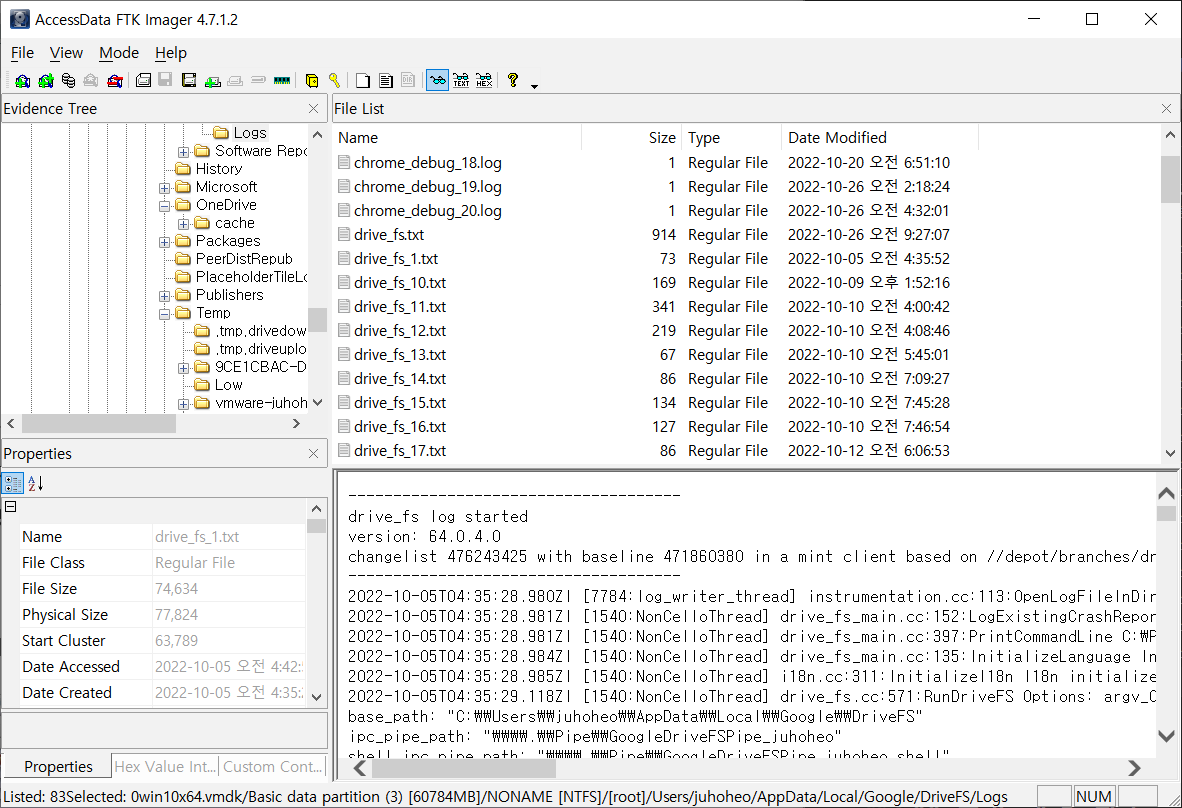 AccessData FTK Imager 4.7.1.2
File View Mode Help
Evidence Tree
Logs
Software Repo
History
Microsoft
OneDrive
cache
Packages
PeerDistRepub
PlaceholderTileLo
Publishers
Temp
.tmp.drivedow
.tmp.driveuplo
9CE1CBAC-D
Low
vmware-juhoh
File List
Name Size Type Date Modified
chrome_debug_18.log 1 Regular File 2022-10-20 오전 6:51:10
chrome_debug_19.log 1 Regular File 2022-10-26 오전 2:18:24
chrome_debug_20.log 1 Regular File 2022-10-26 오전 4:32:01
drive_fs.txt 914 Regular File 2022-10-26 오전 9:27:07
drive_fs_1.txt 73 Regular File 2022-10-05 오전 4:35:52
drive_fs_10.txt 169 Regular File 2022-10-09 오후 1:52:16
drive_fs_11.txt 341 Regular File 2022-10-10 오전 4:00:42
drive_fs_12.txt 219 Regular File 2022-10-10 오전 4:08:46
drive_fs_13.txt 67 Regular File 2022-10-10 오전 5:45:01
drive_fs_14.txt 86 Regular File 2022-10-10 오전 7:09:27
drive_fs_15.txt 134 Regular File 2022-10-10 오전 7:45:28
drive_fs_16.txt 127 Regular File 2022-10-10 오전 7:46:54
drive_fs_17.txt 86 Regular File 2022-10-12 오전 6:06:53
Properties
Name drive_fs_1.txt
File Class Regular File
File Size 74,634
Physical Size 77,824
Start Cluster 63,789
Date Accessed 2022-10-05 오전 4:42:
Date Created 2022-10-05 오전 4:35:
Properties Hex Value Int... Custom Cont...
-------------------------------------
drive_fs log started
version: 64.0.4.0
changelist 476243425 with baseline 471860380 in a mint client based on //depot/branches/dr
-------------------------------------
2022-10-05T04:35:28.980ZI [7784:log_writer_thread] instrumentation.cc:113:OpenLogFileInDir
2022-10-05T04:35:28.981ZI [1540:NonCelloThread] drive_fs_main.cc:152:LogExistingCrashRepor
2022-10-05T04:35:28.981ZI [1540:NonCelloThread] drive_fs_main.cc:397:PrintCommandLine C:₩P
2022-10-05T04:35:28.984ZI [1540:NonCelloThread] drive_fs_main.cc:135:InitializeLanguage In
2022-10-05T04:35:28.985ZI [1540:NonCelloThread] i18n.cc:311:InitializeI18n I18n initialize
2022-10-05T04:35:29.118ZI [1540:NonCelloThread] drive_fs.cc:571:RunDriveFS Options: argv_0
base_path: "C:₩₩Users₩₩juhoheo₩₩AppData₩₩Local₩₩Google₩₩DriveFS"
ipc_pipe_path: "₩₩₩₩.₩₩Pipe₩₩GoogleDriveFSPipe_juhoheo"
shell_ipc_pipe_path: "₩₩₩₩.₩₩Pipe₩₩GoogleDriveFSPipe_juhoheo_shell"
Listed: 83Selected: 0win10x64.vmdk/Basic data partition (3) [60784MB]/NONAME [NTFS]/[root]/Users/juhoheo/AppData/Local/Google/DriveFS/Logs NUM